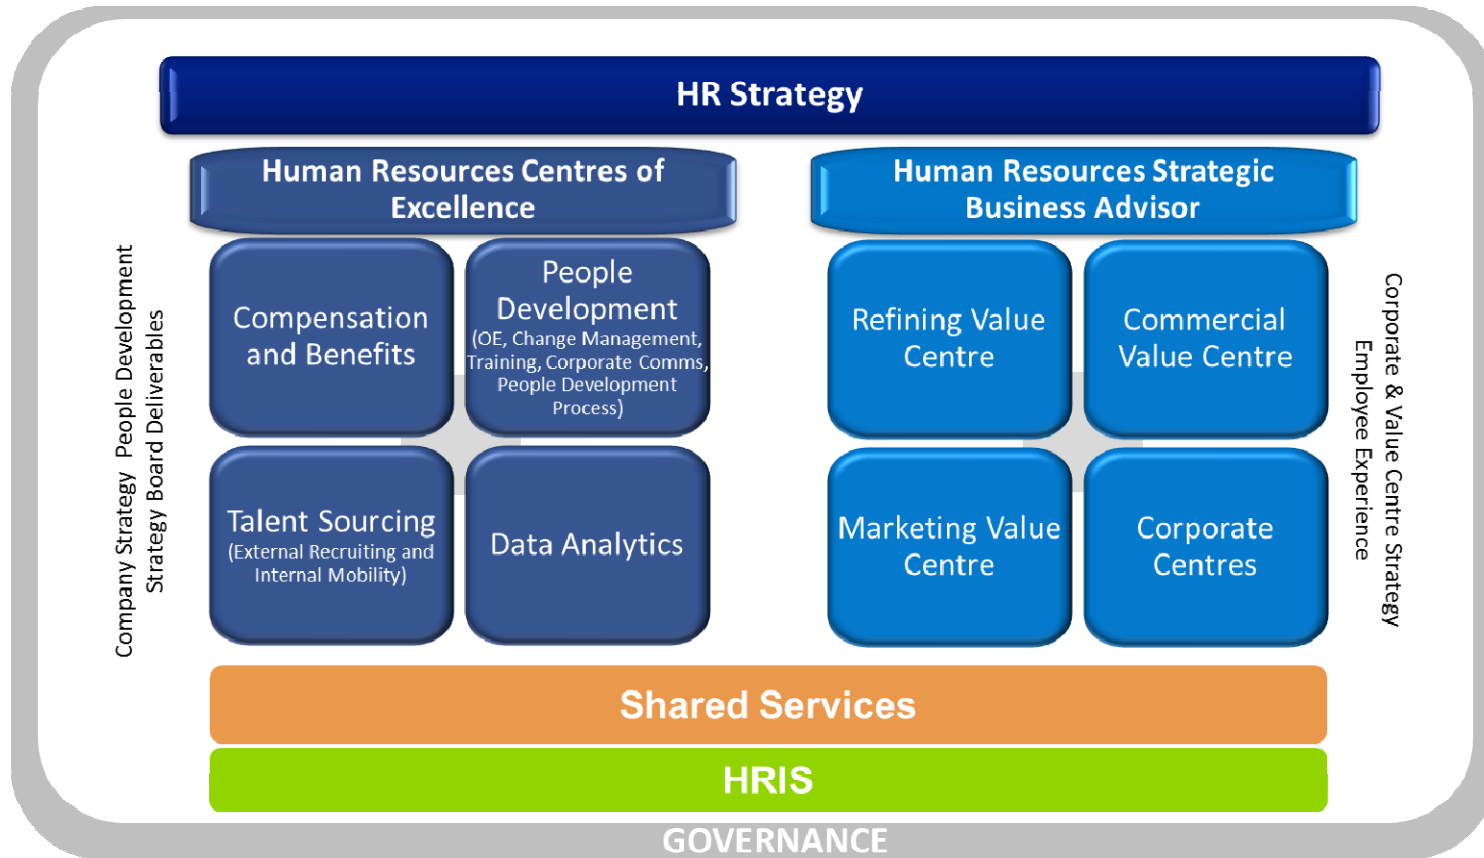 HR Strategy
Human Resources Centres of
Excellence
Human Resources Strategic
Business Advisor
Company Strategy People Development
Strategy Board Deliverables
Compensation
and Benefits
People
Development
(OE, Change Management,
Training, Corporate Comms,
People Development
Process)
Talent Sourcing
(External Recruiting and
Internal Mobility)
Data Analytics
Refining Value
Centre
Commercial
Value Centre
Marketing Value
Centre
Corporate
Centres
Corporate & Value Centre Strategy
Employee Experience
Shared Services
HRIS
GOVERNANCE